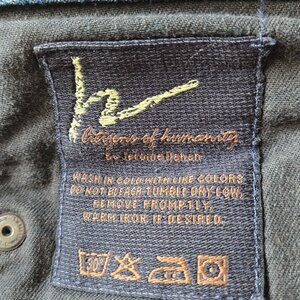 h
Citizens of humanity
by Jerome Dahan
WASH IN COLD WITH LIKE COLORS
DO NOT BLEACH TUMBLE DRY LOW,
REMOVE PROMPTLY,
WARM IRON IF DESIRED.
30°